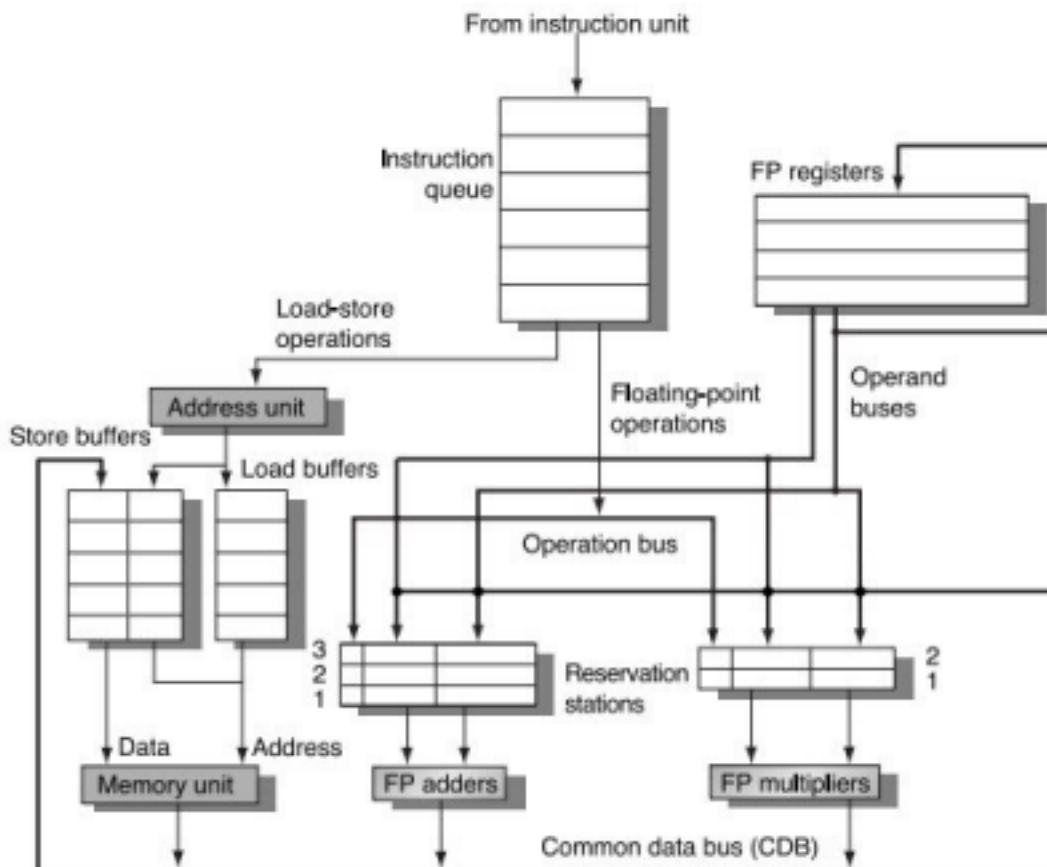 From instruction unit
Instruction
queue
FP registers
Load-store
operations
Address unit
Floating-point
operations
Operand
buses
Store buffers
Load buffers
Operation bus
3
2
1
Reservation
stations
2
1
Data
Address
Memory unit
FP adders
FP multipliers
Common data bus (CDB)